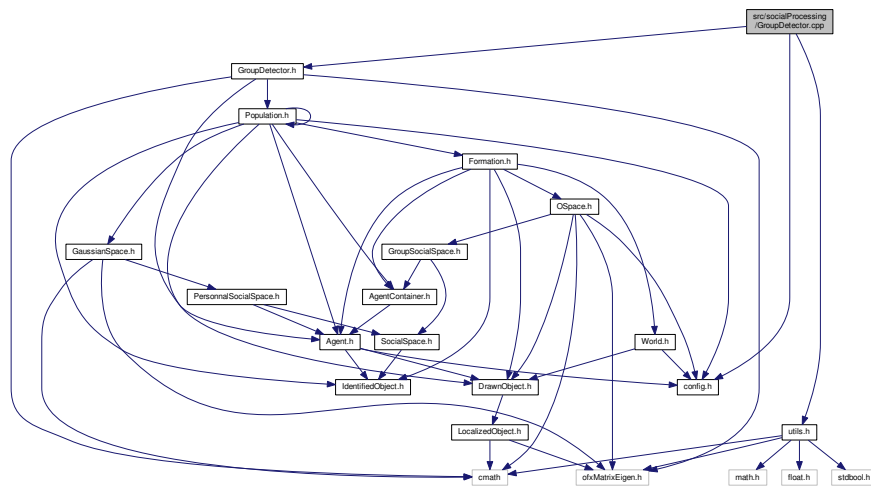 src/socialProcessing
/GroupDetector.cpp
GroupDetector.h
Population.h
Formation.h
OSpace.h
GaussianSpace.h
GroupSocialSpace.h
PersonnalSocialSpace.h
AgentContainer.h
Agent.h
SocialSpace.h
World.h
IdentifiedObject.h
DrawnObject.h
config.h
LocalizedObject.h
utils.h
cmath
ofxMatrixEigen.h
math.h
float.h
stdbool.h